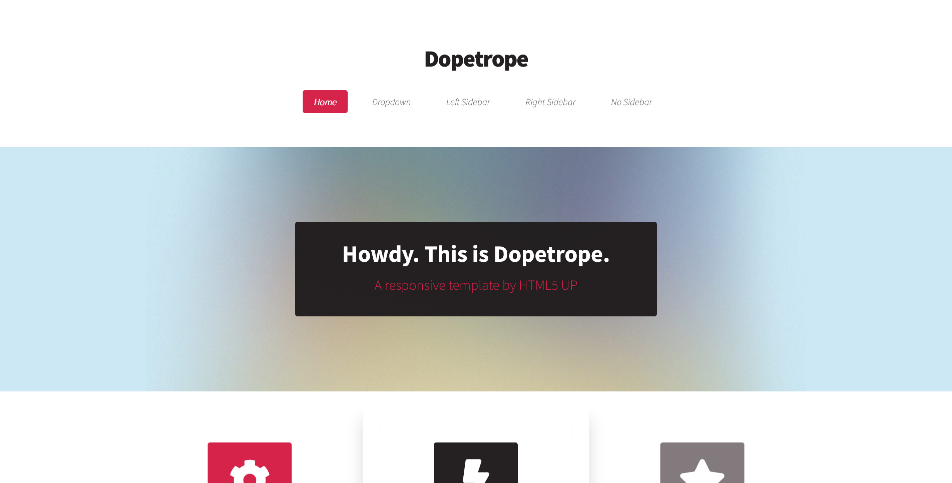 Dopetrope
Home Dropdown Left Sidebar Right Sidebar No Sidebar
Howdy. This is Dopetrope.
A responsive template by HTML5 UP